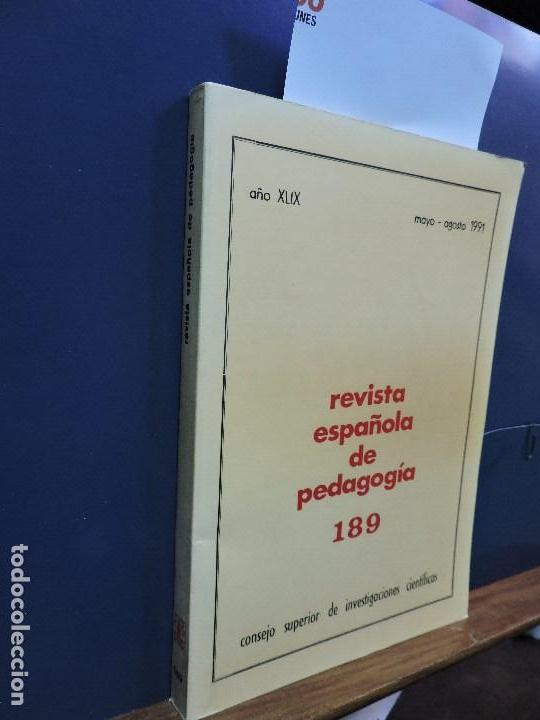 LUNES
año XLIX
mayo - agosto 1991
revista
española
de
pedagogía
189
consejo superior de investigaciones científicas
revista española de pedagogía
todocoleccion